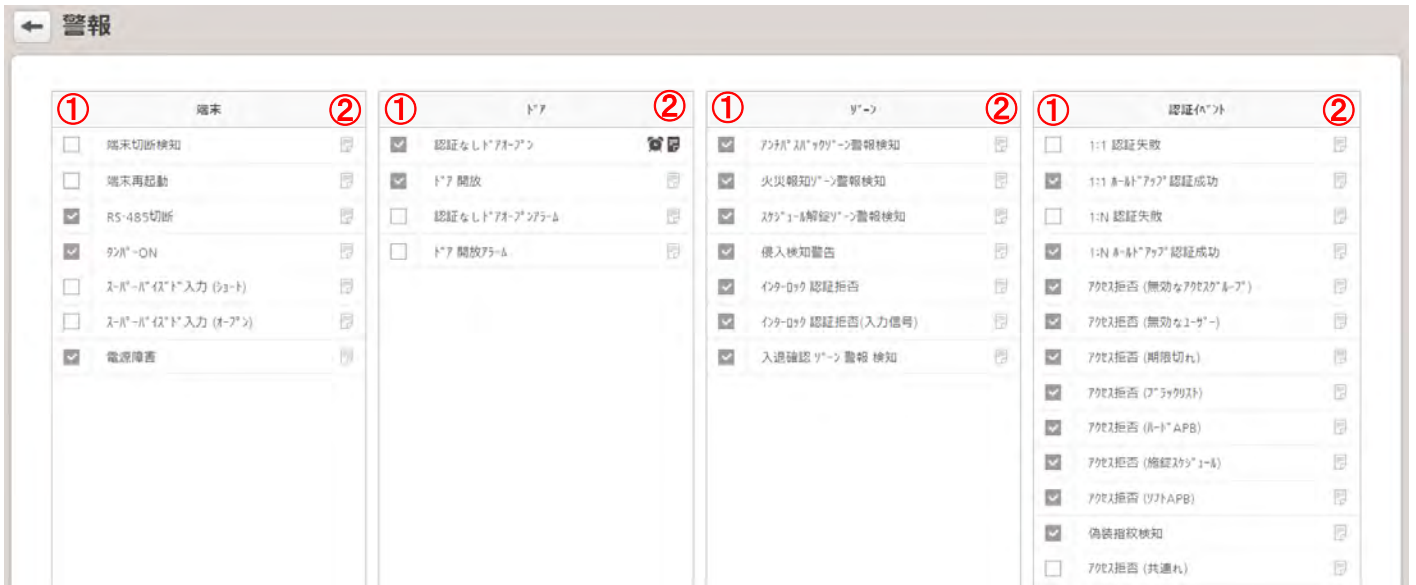 警報
① 端末 ②
端末切断検知
端末再起動
RS-485切断
ﾀﾝﾊﾟｰON
ｽｰﾊﾟｰﾊﾞｲｽﾞﾄﾞ入力 (ｼｮｰﾄ)
ｽｰﾊﾟｰﾊﾞｲｽﾞﾄﾞ入力 (ｵｰﾌﾟﾝ)
電源障害
① ﾄﾞｱ ②
認証なしﾄﾞｱｵｰﾌﾟﾝ
ﾄﾞｱ 開放
認証なしﾄﾞｱｵｰﾌﾟﾝｱﾗｰﾑ
ﾄﾞｱ 開放ｱﾗｰﾑ
① ｿﾞｰﾝ ②
ｱﾝﾁﾊﾟｽﾊﾞｯｸｿﾞｰﾝ警報検知
火災報知ｿﾞｰﾝ警報検知
ｽｹｼﾞｭｰﾙ解錠ｿﾞｰﾝ警報検知
侵入検知警告
ｲﾝﾀｰﾛｯｸ 認証拒否
ｲﾝﾀｰﾛｯｸ 認証拒否(入力信号)
入退確認 ｿﾞｰﾝ 警報 検知
① 認証ｲﾍﾞﾝﾄ ②
1:1 認証失敗
1:1 ﾎｰﾙﾄﾞｱｯﾌﾟ認証成功
1:N 認証失敗
1:N ﾎｰﾙﾄﾞｱｯﾌﾟ認証成功
ｱｸｾｽ拒否 (無効なｱｸｾｽｸﾞﾙｰﾌﾟ)
ｱｸｾｽ拒否 (無効なﾕｰｻﾞｰ)
ｱｸｾｽ拒否 (期限切れ)
ｱｸｾｽ拒否 (ﾌﾞﾗｯｸﾘｽﾄ)
ｱｸｾｽ拒否 (ﾊｰﾄﾞAPB)
ｱｸｾｽ拒否 (施錠ｽｹｼﾞｭｰﾙ)
ｱｸｾｽ拒否 (ｿﾌﾄAPB)
偽装指紋検知
ｱｸｾｽ拒否 (共連れ)